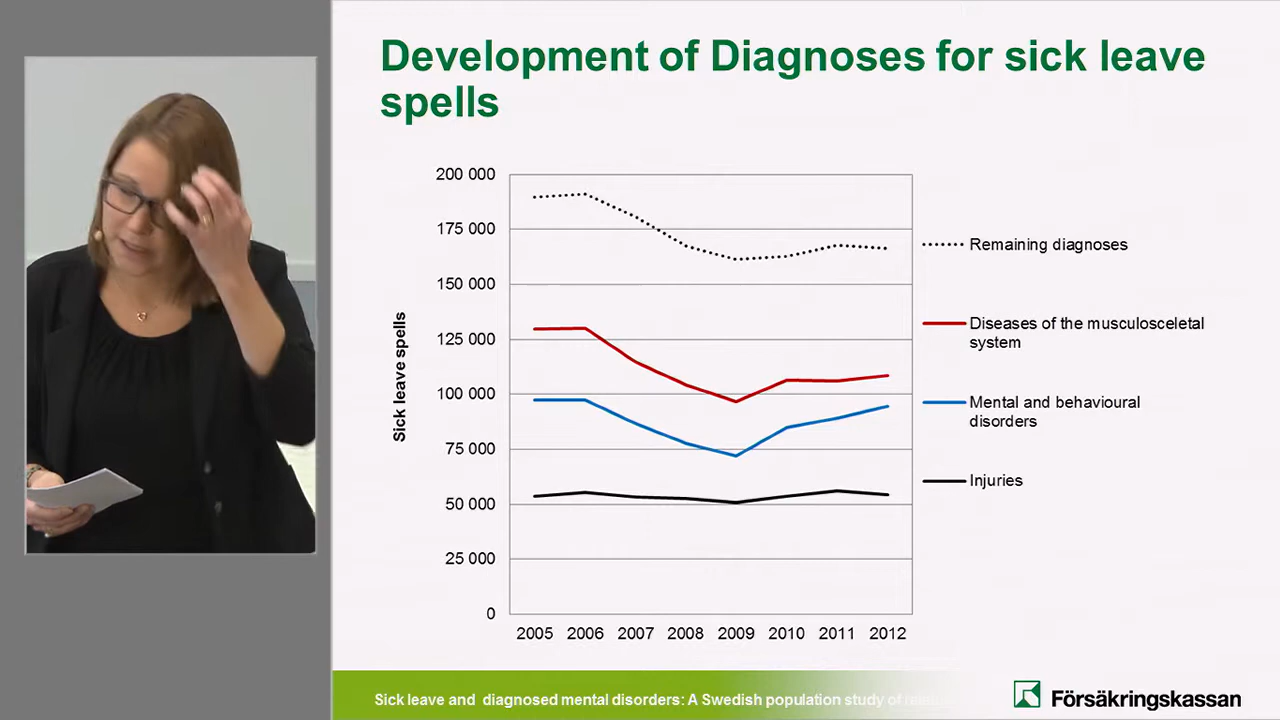 Development of Diagnoses for sick leave
spells
200 000
175 000
150 000
125 000
100 000
75 000
50 000
25 000
0
Sick leave spells
2005 2006 2007 2008 2009 2010 2011 2012
Remaining diagnoses
Diseases of the musculosceletal
system
Mental and behavioural
disorders
Injuries
Sick leave and diagnosed mental disorders: A Swedish population study of
Försäkringskassan